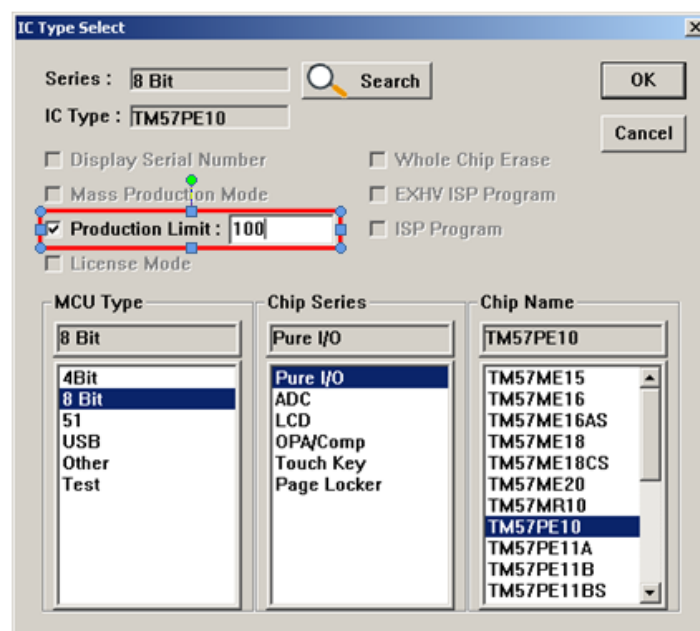 IC Type Select
Series : 8 Bit Search OK
IC Type : TM57PE10 Cancel
Display Serial Number Whole Chip Erase
Mass Production Mode EXHV ISP Program
Production Limit : 100 ISP Program
License Mode
MCU Type Chip Series Chip Name
8 Bit Pure I/O TM57PE10
4Bit Pure I/O TM57ME15
8 Bit ADC TM57ME16
51 LCD TM57ME16AS
USB OPA/Comp TM57ME18
Other Touch Key TM57ME18CS
Test Page Locker TM57ME20
TM57MR10
TM57PE10
TM57PE11A
TM57PE11B
TM57PE11BS